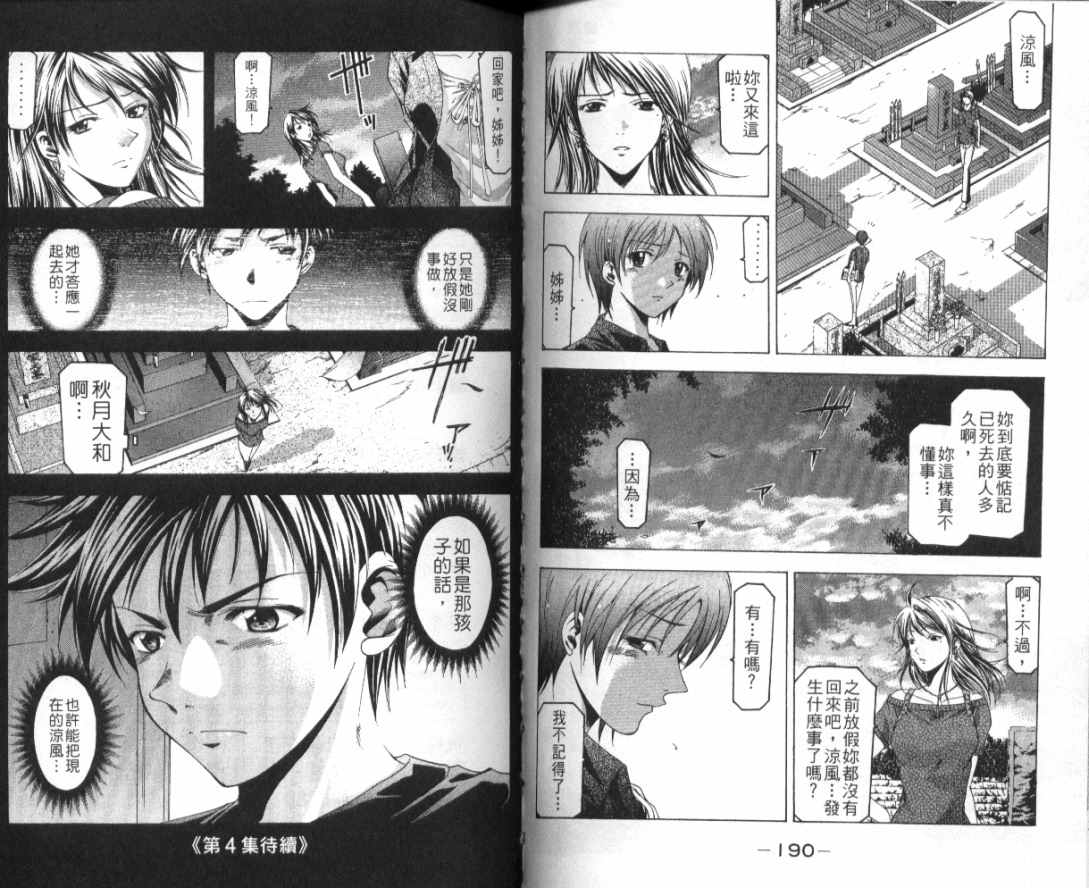 涼風…
妳又來這
啦…
………
姊姊…
妳到底要惦記
已死去的人多
久啊，
妳這樣真不
懂事…
…因為…
啊…不過，
之前放假妳都沒有
回來吧，涼風…發
生什麼事了嗎？
有…有嗎？
我不記得了…
－190－
回家吧，姊姊！
啊…涼風！
………
只是她剛
好放假沒
事做，
她才答應一
起去的…
秋月大和
啊…
如果是那孩
子的話，
也許能把現
在的涼風…
《第4集待續》